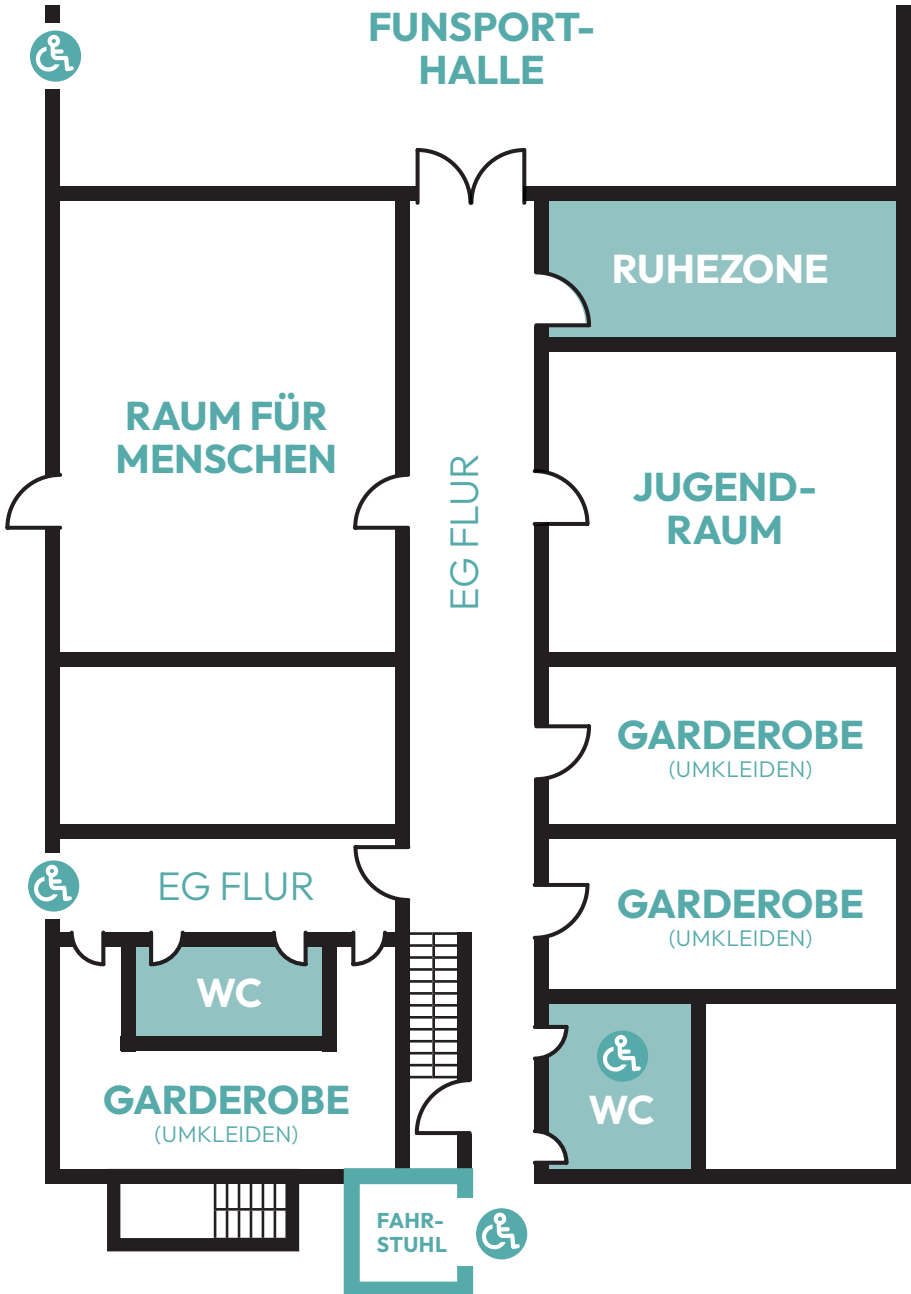 FUNSPORT-
HALLE
RUHEZONE
RAUM FÜR
MENSCHEN
EG FLUR
JUGEND-
RAUM
GARDEROBE
(UMKLEIDEN)
EG FLUR
GARDEROBE
(UMKLEIDEN)
WC
GARDEROBE
(UMKLEIDEN)
WC
FAHR-
STUHL